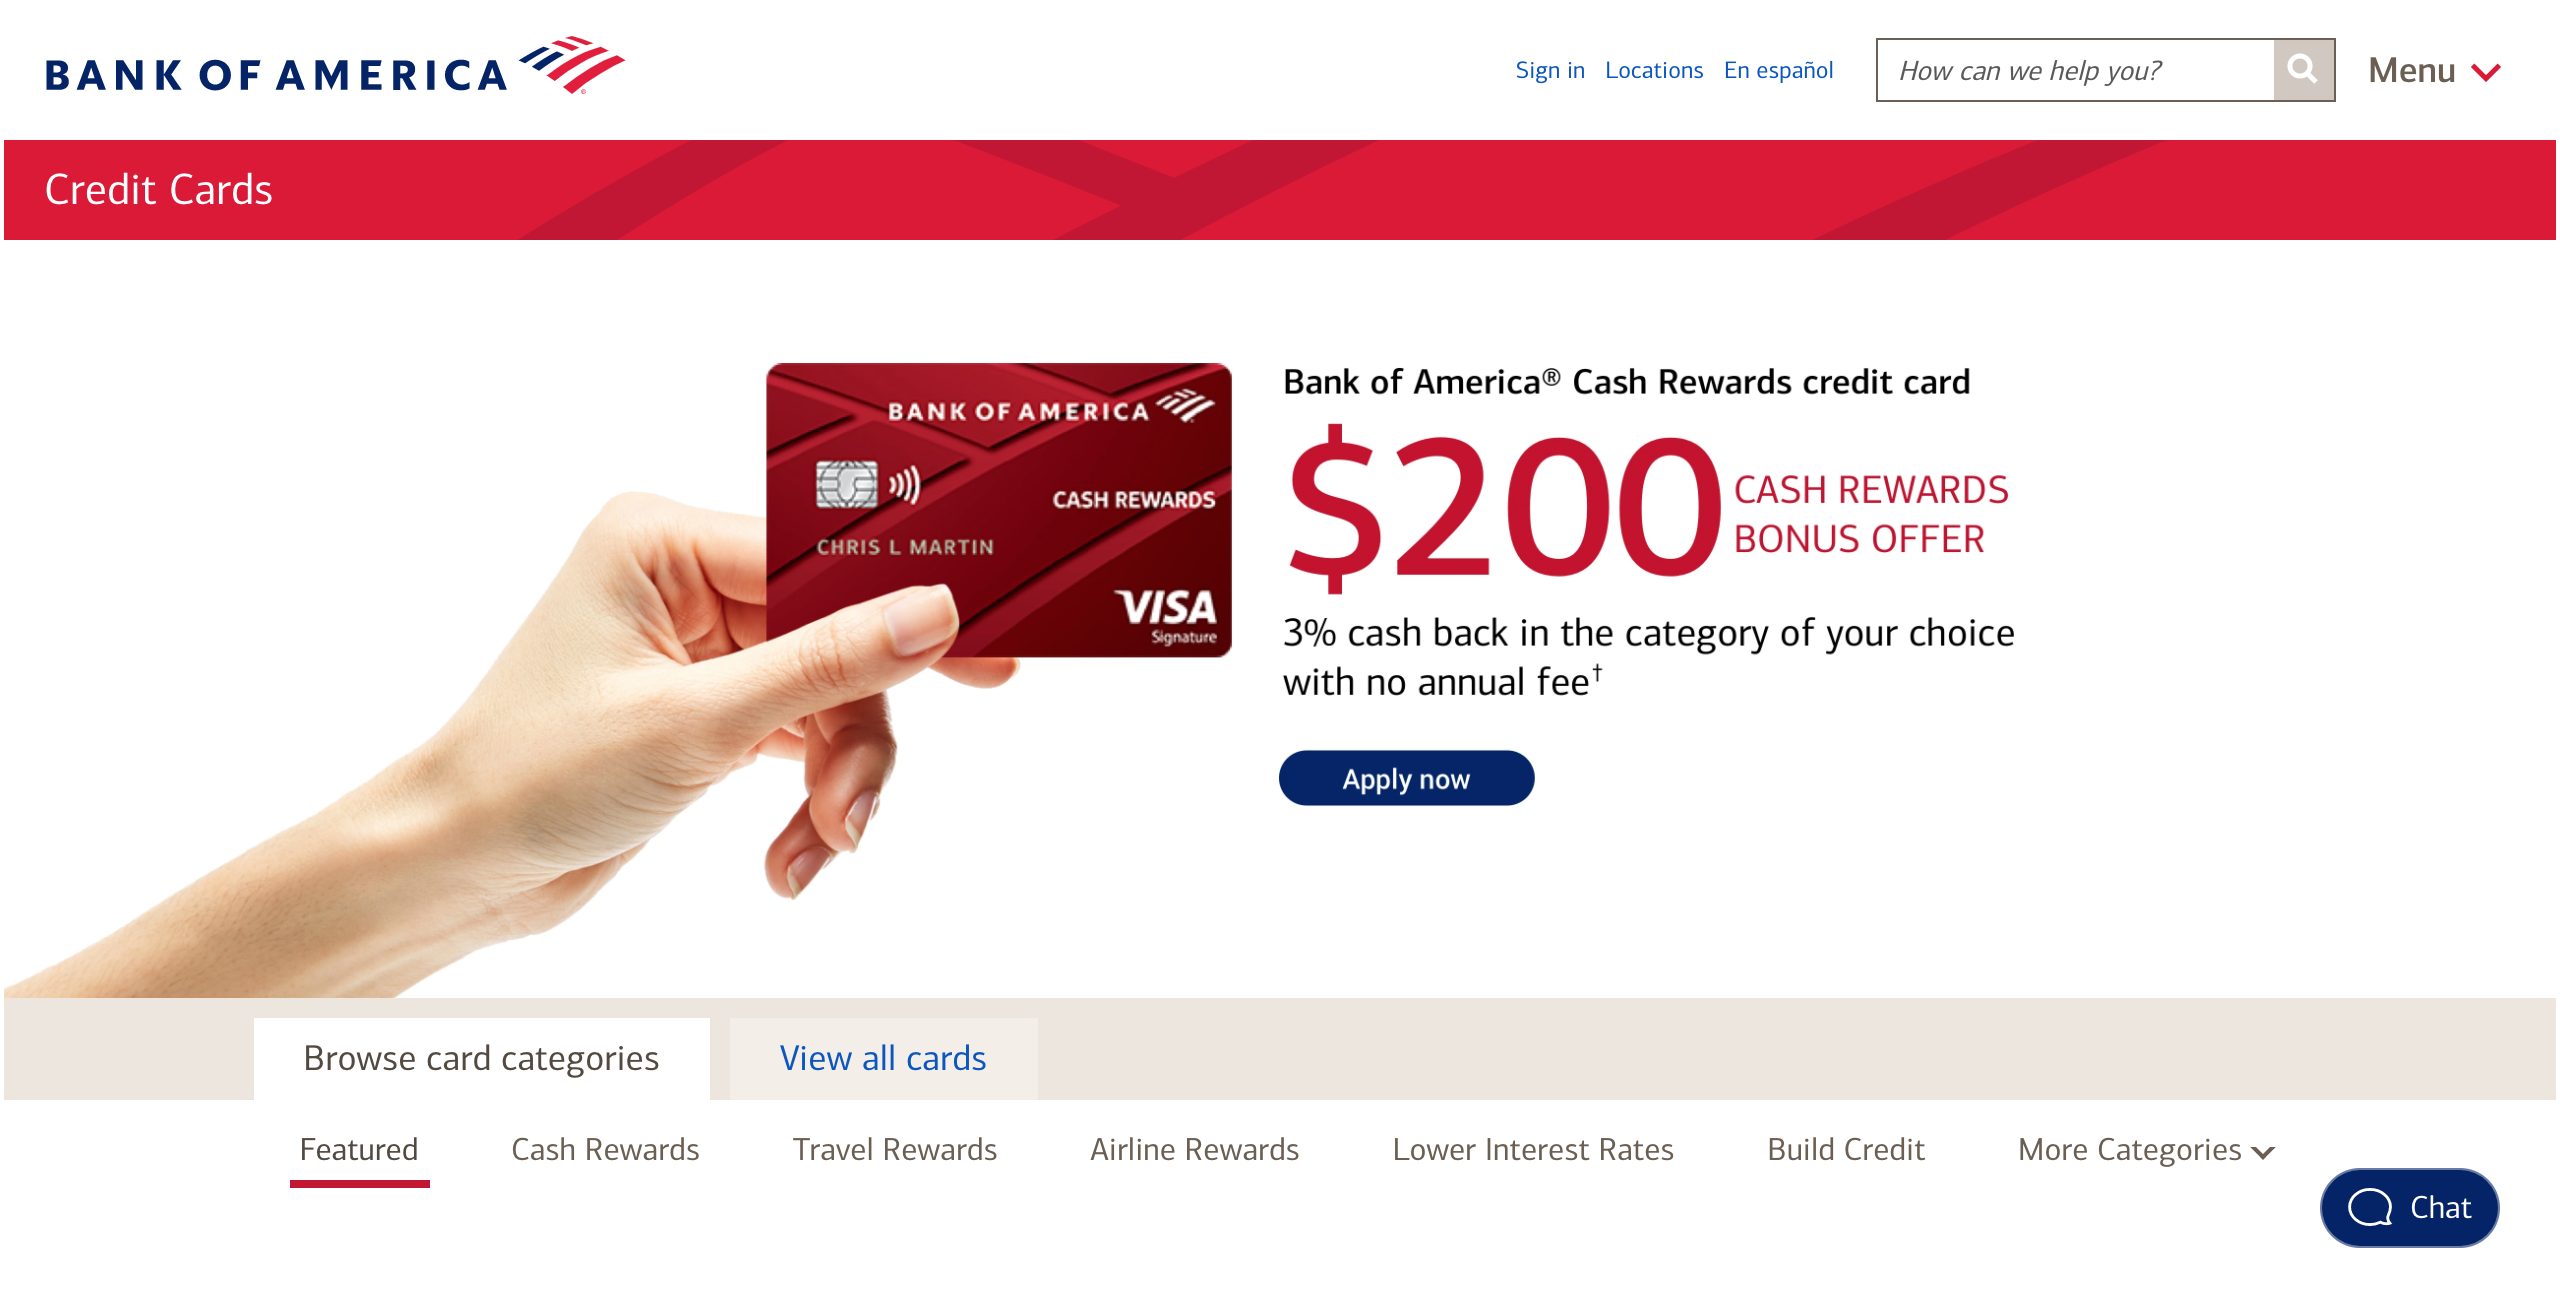 BANK OF AMERICA
Sign in Locations En español
How can we help you?
Menu
Credit Cards
BANK OF AMERICA
CASH REWARDS
CHRIS L MARTIN
VISA
Signature
Bank of America® Cash Rewards credit card
$200 CASH REWARDS
BONUS OFFER
3% cash back in the category of your choice
with no annual fee†
Apply now
Browse card categories View all cards
Featured Cash Rewards Travel Rewards Airline Rewards Lower Interest Rates Build Credit More Categories
Chat